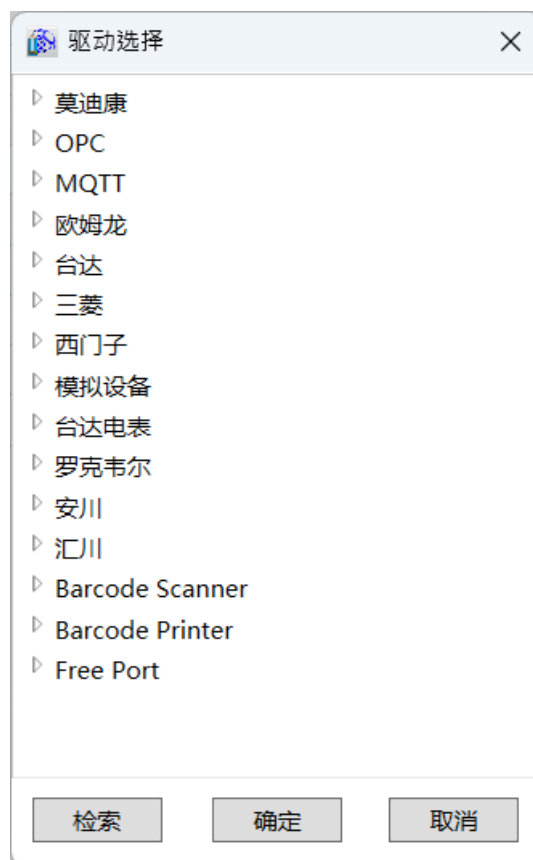 驱动选择
莫迪康
OPC
MQTT
欧姆龙
台达
三菱
西门子
模拟设备
台达电表
罗克韦尔
安川
汇川
Barcode Scanner
Barcode Printer
Free Port
检索 确定 取消